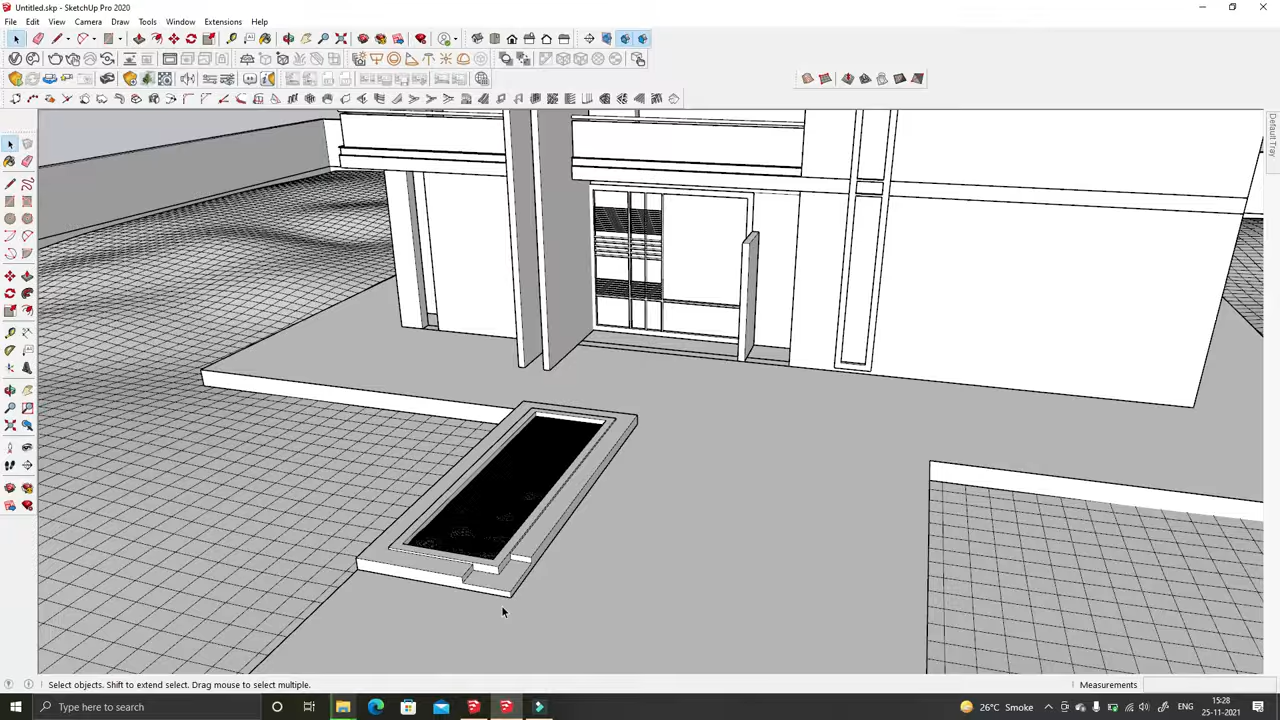 Untitled.skp - SketchUp Pro 2020
File Edit View Camera Draw Tools Window Extensions Help
Default Tray
Select objects. Shift to extend select. Drag mouse to select multiple.
Measurements
Type here to search
26°C Smoke
ENG
15:28
25-11-2021